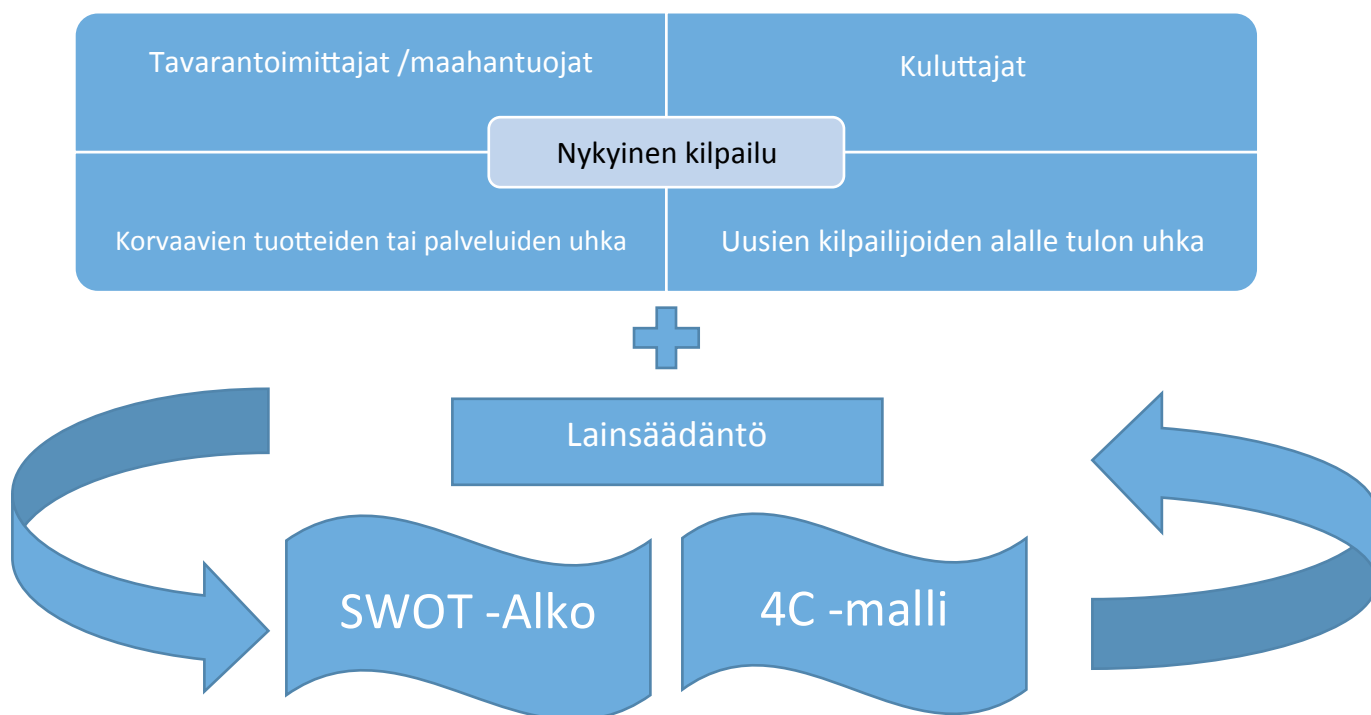 Tavarantoimittajat /maahantuojat
Kuluttajat
Nykyinen kilpailu
Korvaavien tuotteiden tai palveluiden uhka
Uusien kilpailijoiden alalle tulon uhka
Lainsäädäntö
SWOT -Alko
4C -malli